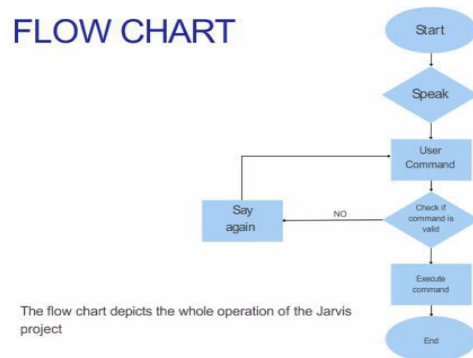 FLOW CHART
Start
Speak
User
Command
Check if
command is
valid
NO
Say
again
Execute
command
End
The flow chart depicts the whole operation of the Jarvis
project